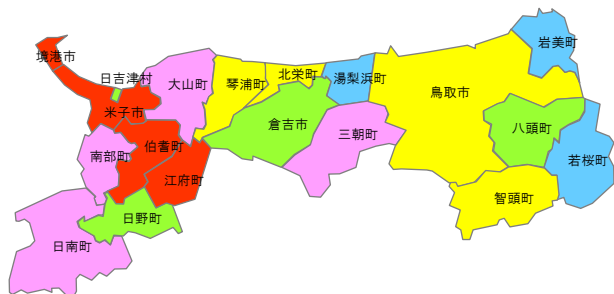 境港市
日吉津村
米子市
大山町
琴浦町
北栄町
湯梨浜町
鳥取市
岩美町
倉吉市
三朝町
八頭町
若桜町
智頭町
伯耆町
南部町
江府町
日野町
日南町